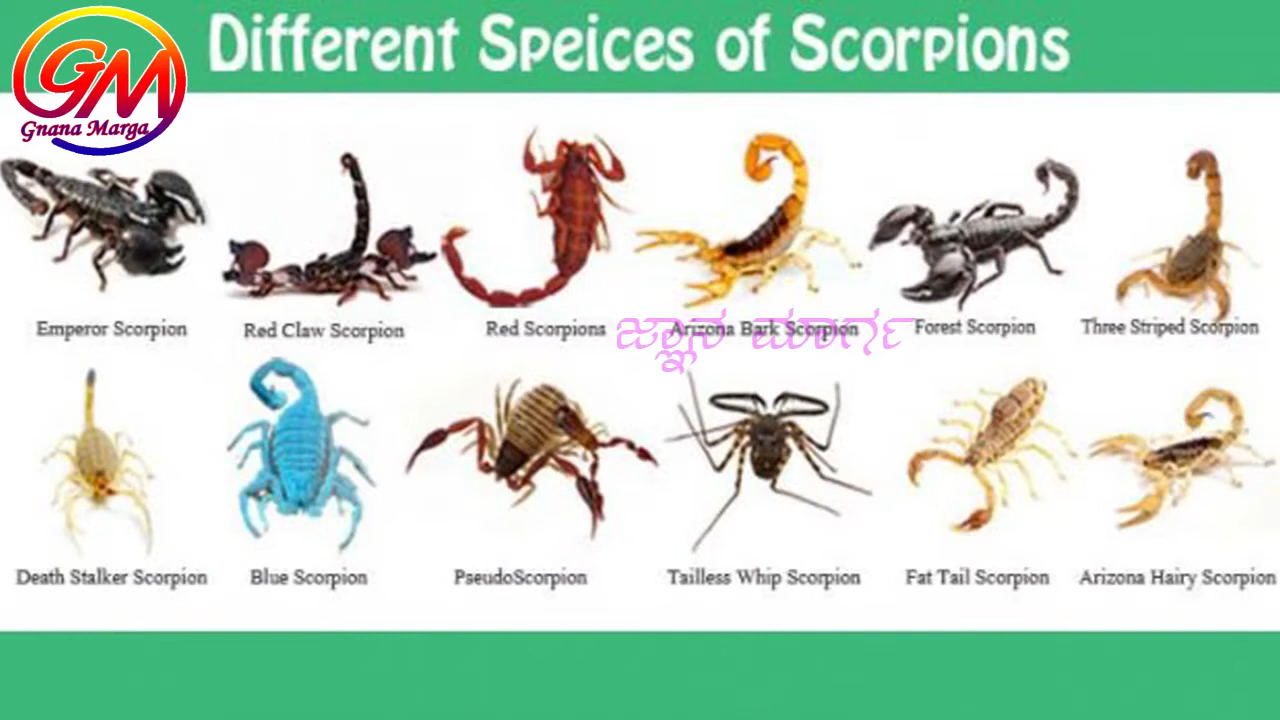 Different Speices of Scorpions
GM
Gnana Marga
Emperor Scorpion
Red Claw Scorpion
Red Scorpions
Arizona Bark Scorpion
Forest Scorpion
Three Striped Scorpion
ಜ್ಞಾನ ಮಾರ್ಗ
Death Stalker Scorpion
Blue Scorpion
PseudoScorpion
Tailless Whip Scorpion
Fat Tail Scorpion
Arizona Hairy Scorpion